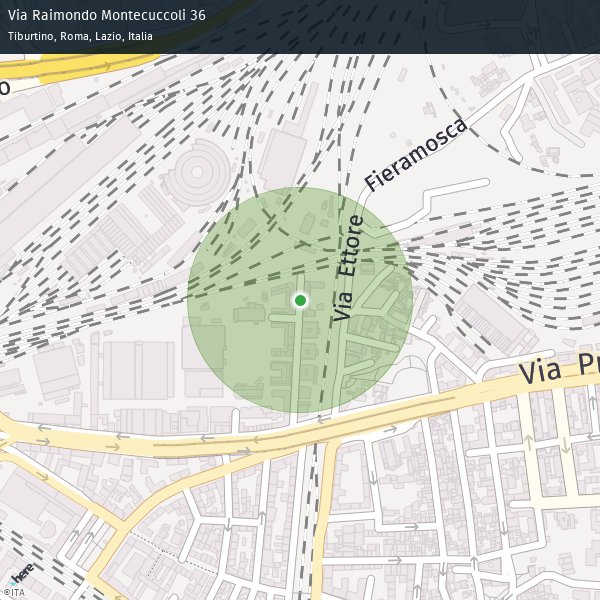 Via Raimondo Montecuccoli 36
Tiburtino, Roma, Lazio, Italia
o
Fieramosca
Via Ettore
Via Pr
here
©ITA